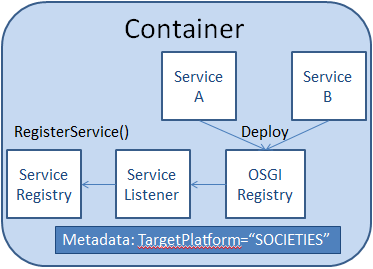 Container
Service
A
Service
B
RegisterService()
Deploy
Service
Registry
Service
Listener
OSGI
Registry
Metadata: TargetPlatform=“SOCIETIES”